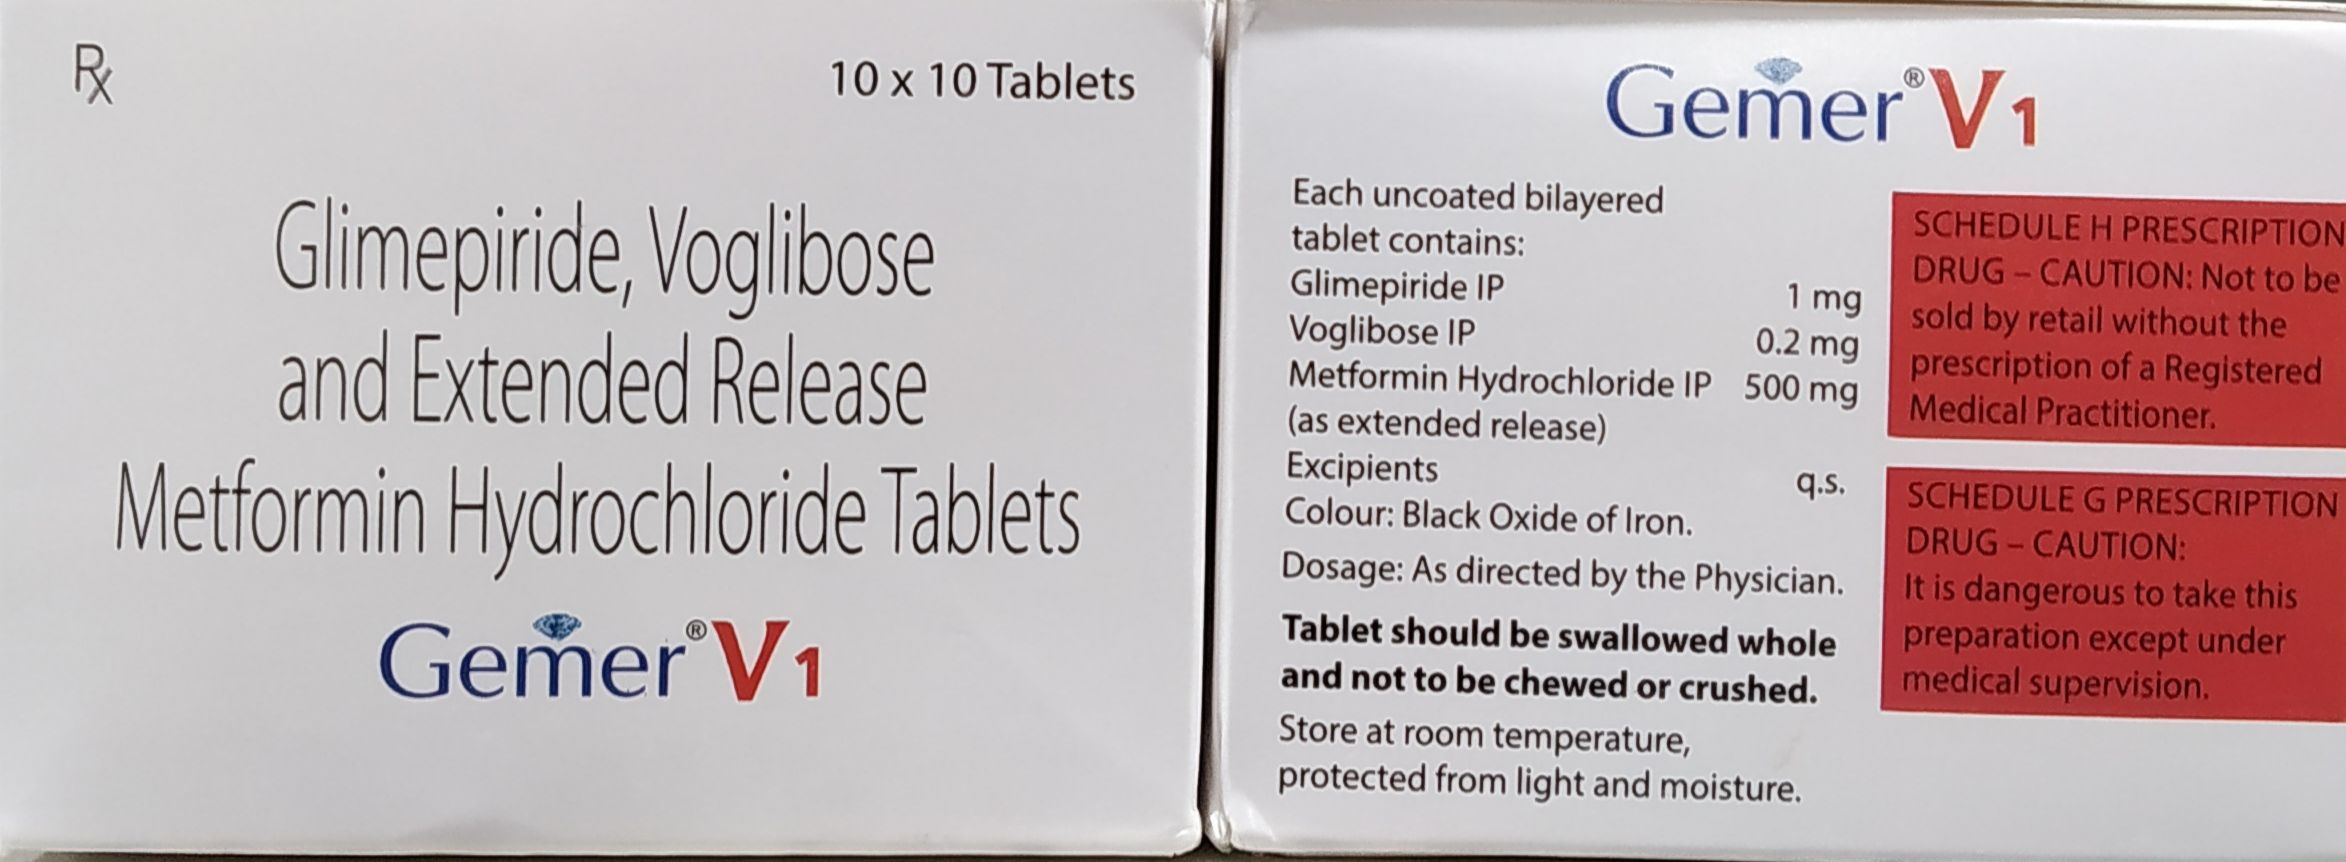 Rx
10 x 10 Tablets
Glimepiride, Voglibose
and Extended Release
Metformin Hydrochloride Tablets
Gemer® V1
Gemer® V1
Each uncoated bilayered
tablet contains:
Glimepiride IP 1 mg
Voglibose IP 0.2 mg
Metformin Hydrochloride IP 500 mg
(as extended release)
Excipients q.s.
Colour: Black Oxide of Iron.
Dosage: As directed by the Physician.
Tablet should be swallowed whole
and not to be chewed or crushed.
Store at room temperature,
protected from light and moisture.
SCHEDULE H PRESCRIPTION
DRUG – CAUTION: Not to be
sold by retail without the
prescription of a Registered
Medical Practitioner.
SCHEDULE G PRESCRIPTION
DRUG – CAUTION:
It is dangerous to take this
preparation except under
medical supervision.